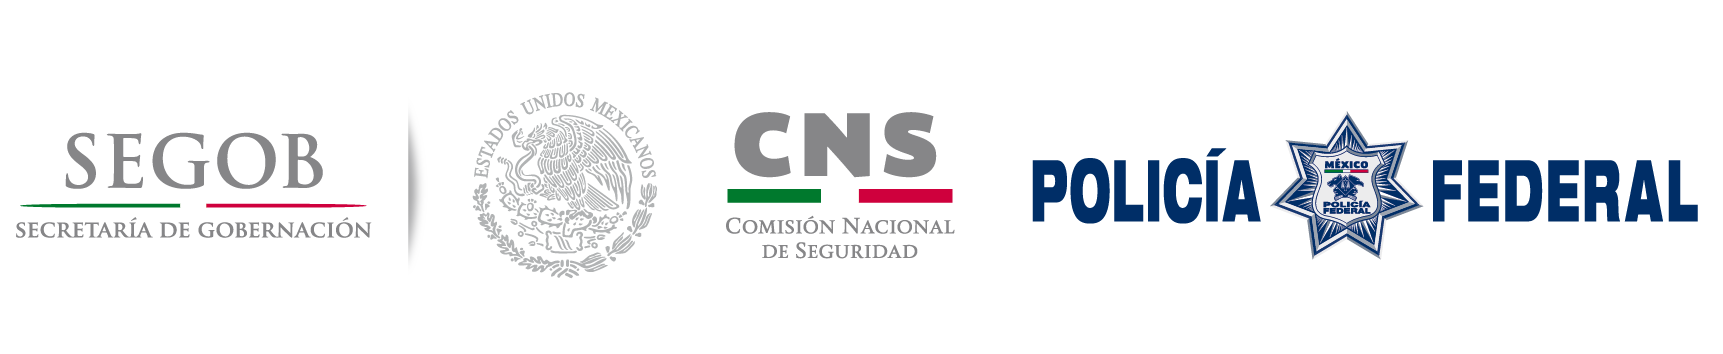 SEGOB
SECRETARÍA DE GOBERNACIÓN
ESTADOS UNIDOS MEXICANOS
CNS
COMISIÓN NACIONAL
DE SEGURIDAD
POLICÍA
MÉXICO
POLICÍA
FEDERAL
FEDERAL